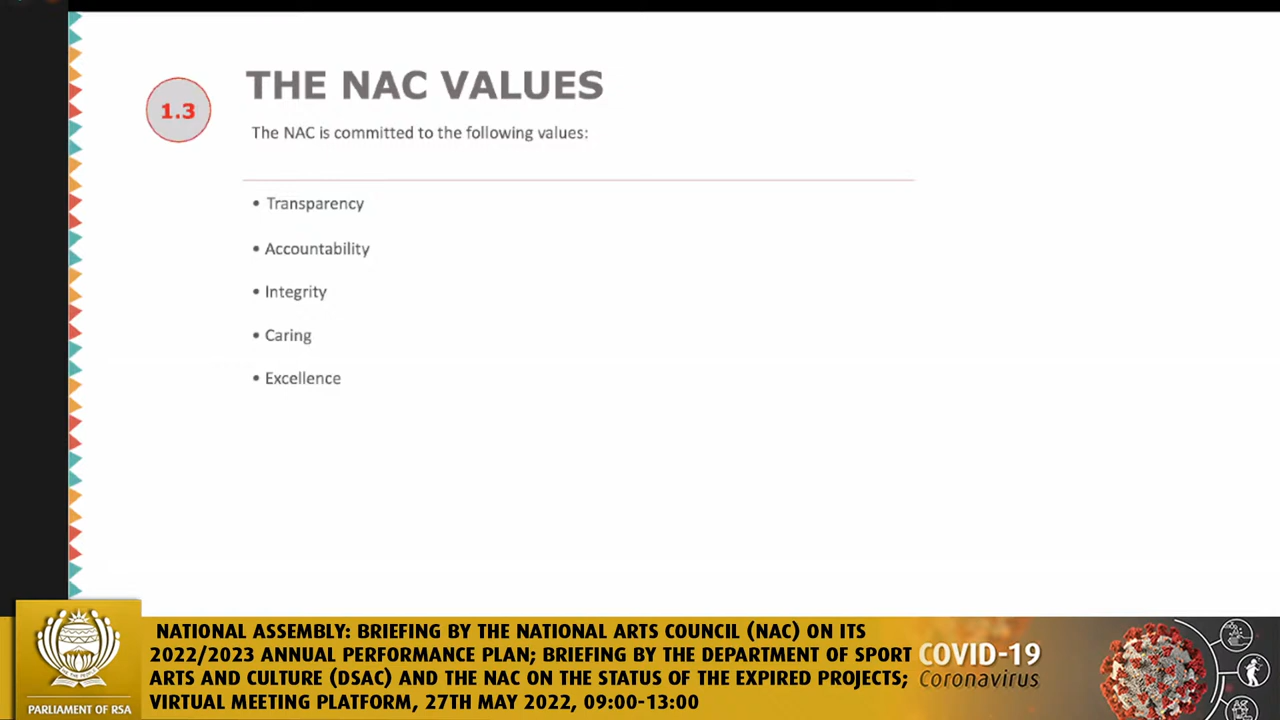 1.3
THE NAC VALUES
The NAC is committed to the following values:
• Transparency
• Accountability
• Integrity
• Caring
• Excellence
NATIONAL ASSEMBLY: BRIEFING BY THE NATIONAL ARTS COUNCIL (NAC) ON ITS
2022/2023 ANNUAL PERFORMANCE PLAN; BRIEFING BY THE DEPARTMENT OF SPORT
ARTS AND CULTURE (DSAC) AND THE NAC ON THE STATUS OF THE EXPIRED PROJECTS;
VIRTUAL MEETING PLATFORM, 27TH MAY 2022, 09:00-13:00
COVID-19
Coronavirus
PARLIAMENT OF RSA